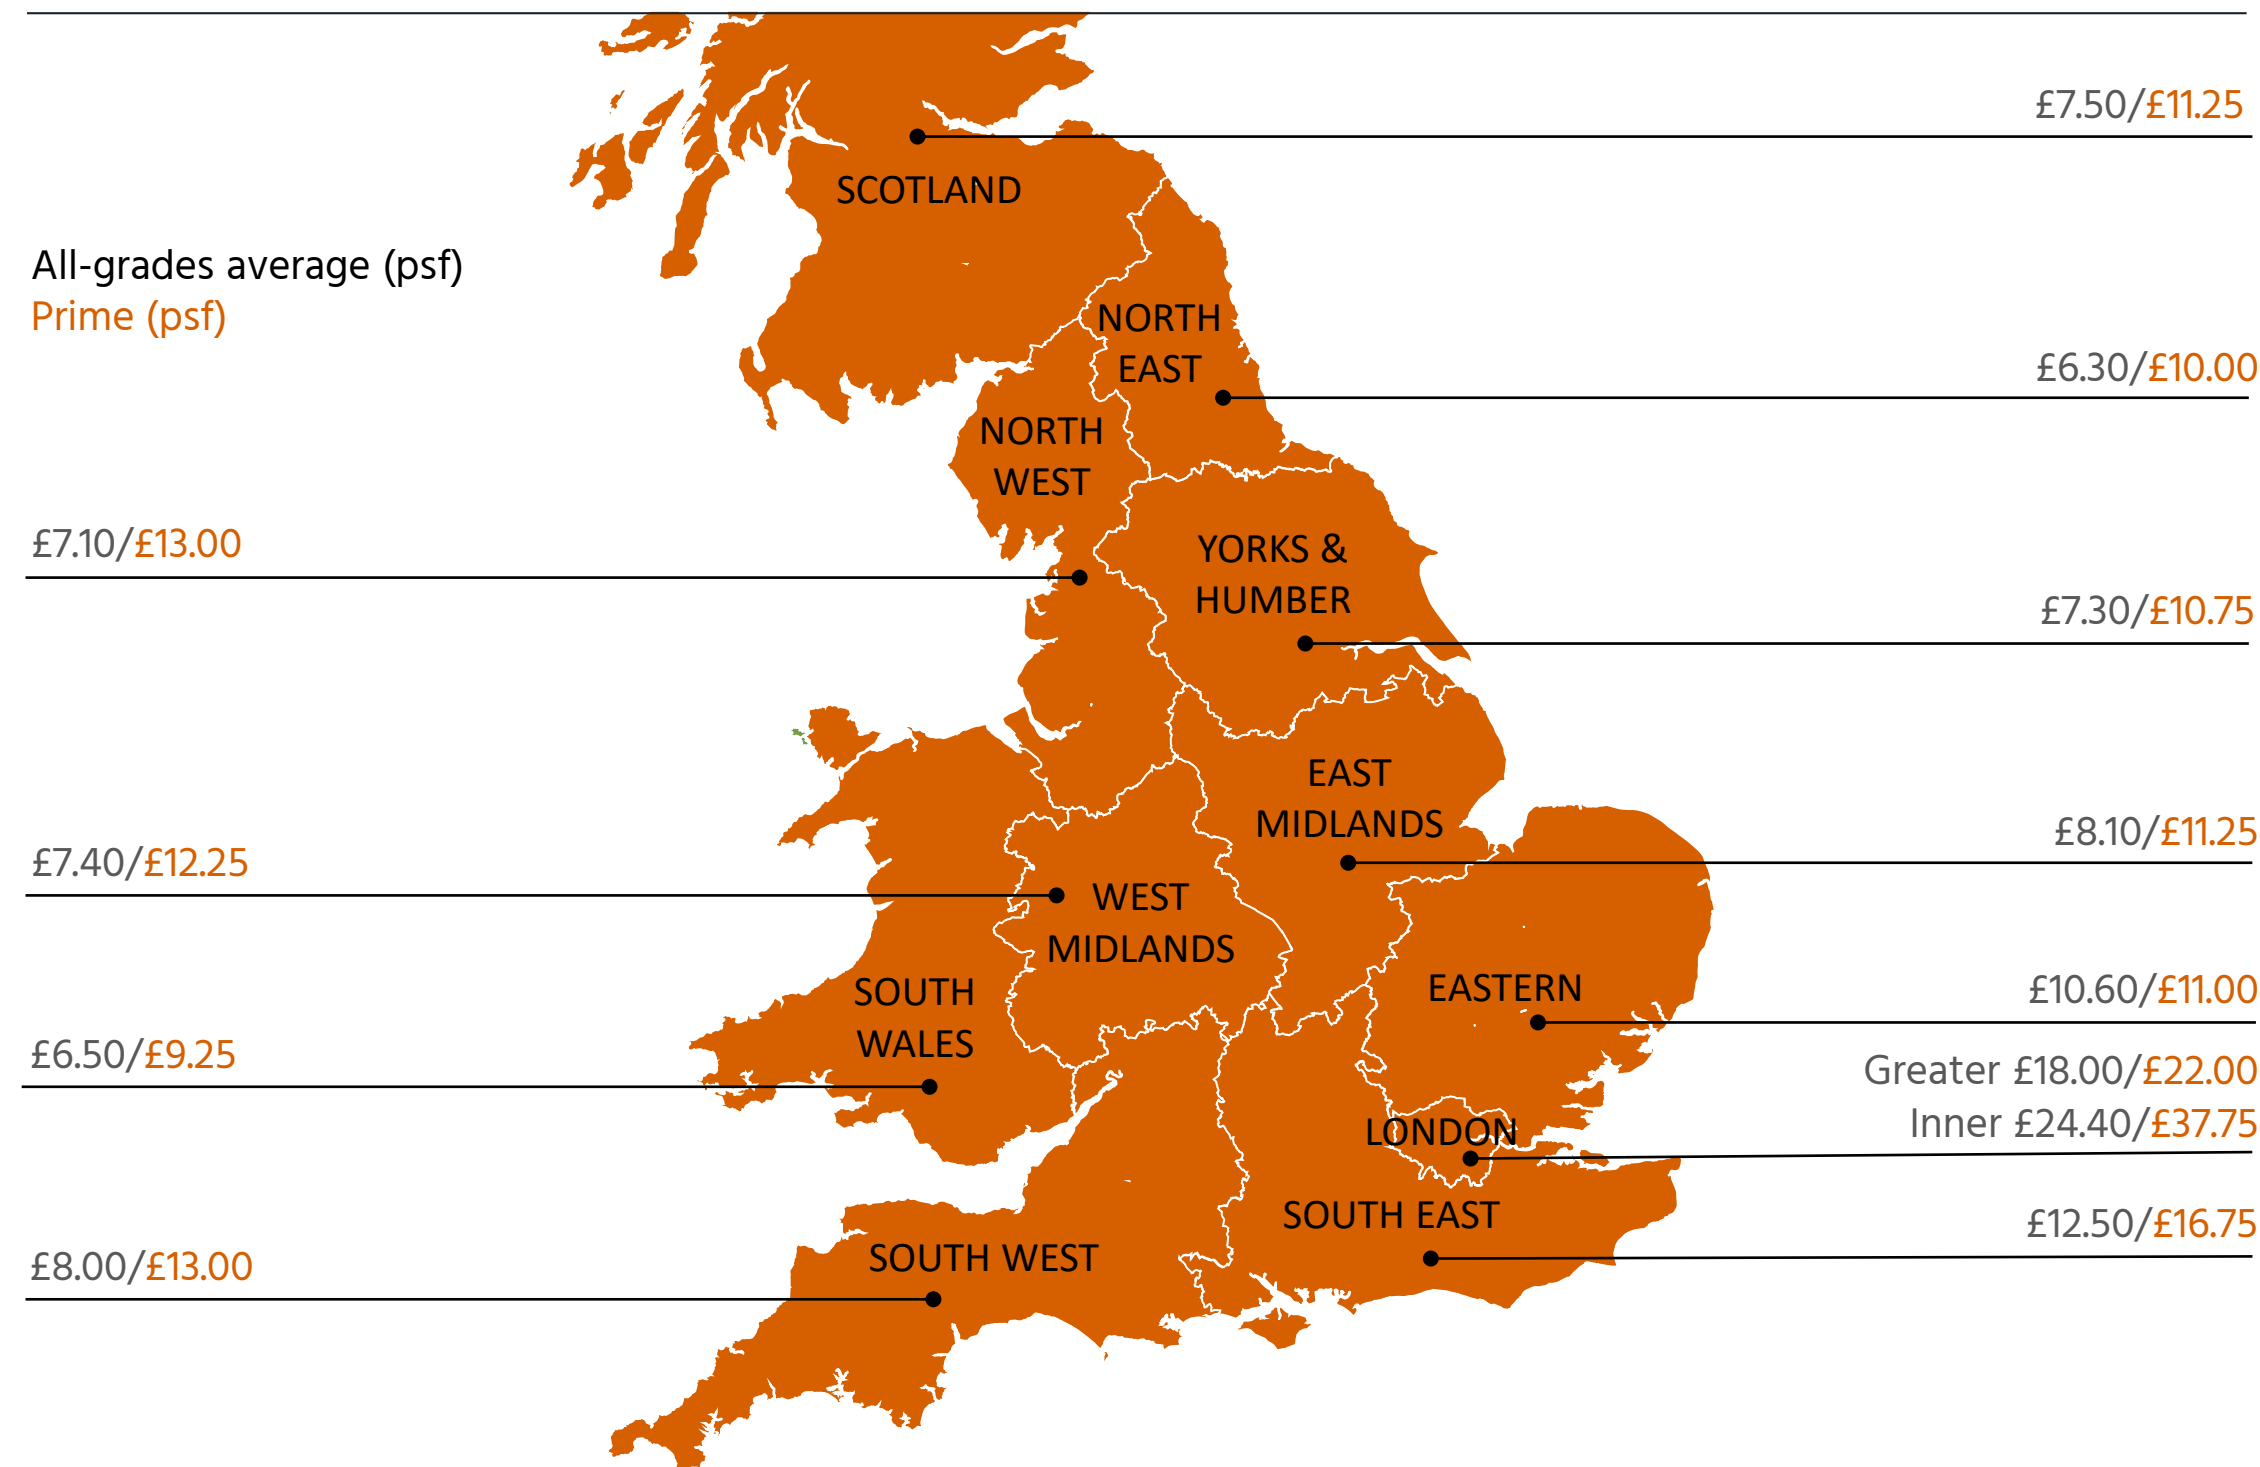 £7.50/£11.25
SCOTLAND
All-grades average (psf)
Prime (psf)
NORTH
EAST
£6.30/£10.00
NORTH
WEST
£7.10/£13.00
YORKS &
HUMBER
£7.30/£10.75
EAST
MIDLANDS
£8.10/£11.25
£7.40/£12.25
WEST
MIDLANDS
EASTERN
£10.60/£11.00
SOUTH
WALES
£6.50/£9.25
Greater £18.00/£22.00
Inner £24.40/£37.75
LONDON
SOUTH EAST
£12.50/£16.75
SOUTH WEST
£8.00/£13.00